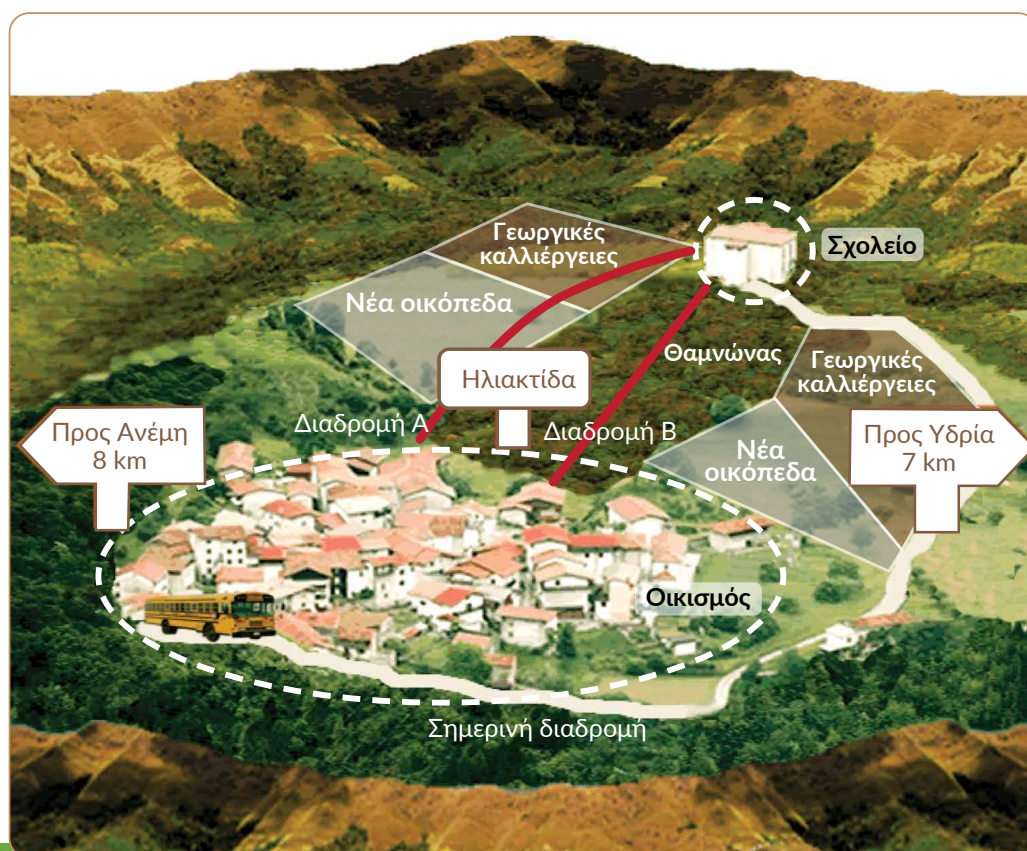 Γεωργικές
καλλιέργειες
Σχολείο
Νέα οικόπεδα
Θαμνώνας
Γεωργικές
καλλιέργειες
Ηλιακτίδα
Διαδρομή Α
Διαδρομή Β
Προς Ανέμη
8 km
Νέα
οικόπεδα
Προς Υδρία
7 km
Οικισμός
Σημερινή διαδρομή